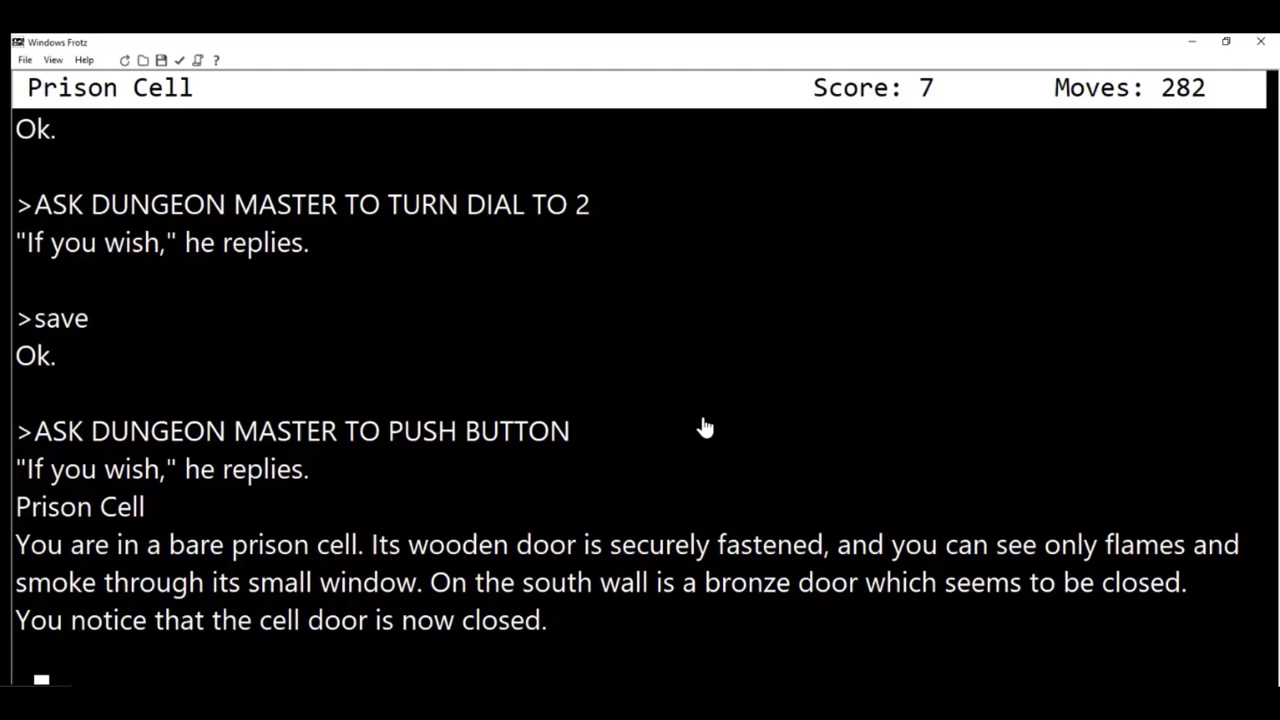 Windows Frotz
File View Help ?
Prison Cell Score: 7 Moves: 282
Ok.
>ASK DUNGEON MASTER TO TURN DIAL TO 2
"If you wish," he replies.
>save
Ok.
>ASK DUNGEON MASTER TO PUSH BUTTON
"If you wish," he replies.
Prison Cell
You are in a bare prison cell. Its wooden door is securely fastened, and you can see only flames and
smoke through its small window. On the south wall is a bronze door which seems to be closed.
You notice that the cell door is now closed.